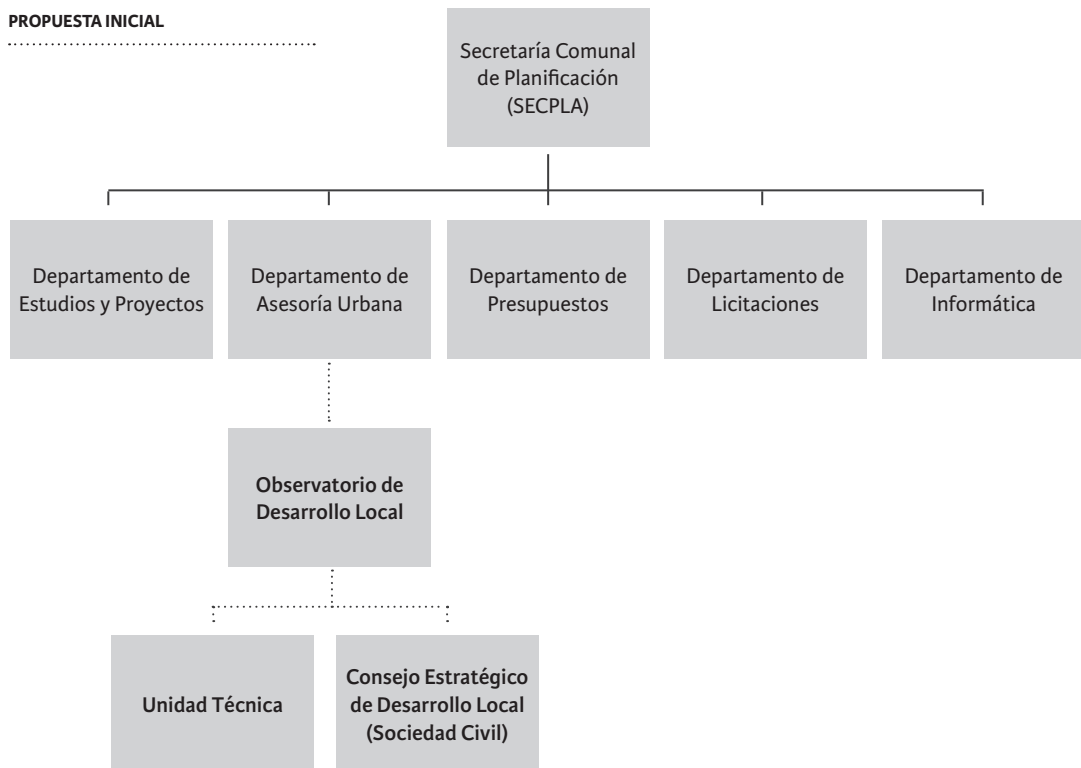 PROPUESTA INICIAL
Secretaría Comunal
de Planificación
(SECPLA)
Departamento de
Estudios y Proyectos
Departamento de
Asesoría Urbana
Departamento de
Presupuestos
Departamento de
Licitaciones
Departamento de
Informática
Observatorio de
Desarrollo Local
Unidad Técnica
Consejo Estratégico
de Desarrollo Local
(Sociedad Civil)